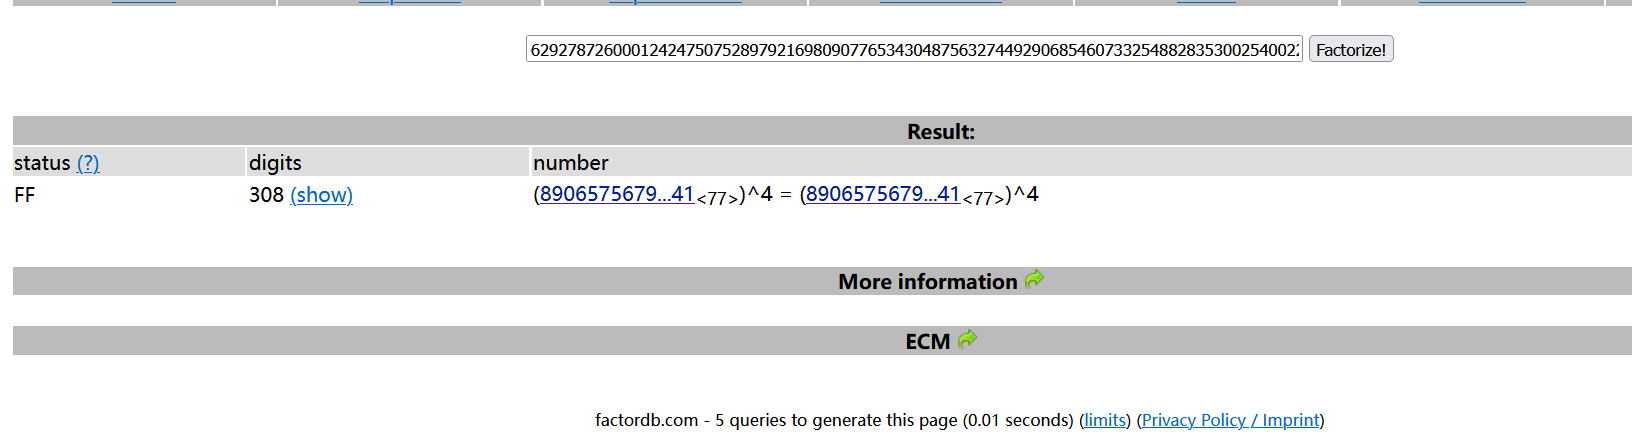 6292787260001242475075289792169809077653430487563274492906854607332548828353002540022 Factorize!
Result:
status (?) digits number
FF 308 (show) (8906575679...41<77>)^4 = (8906575679...41<77>)^4
More information
ECM
factordb.com - 5 queries to generate this page (0.01 seconds) (limits) (Privacy Policy / Imprint)